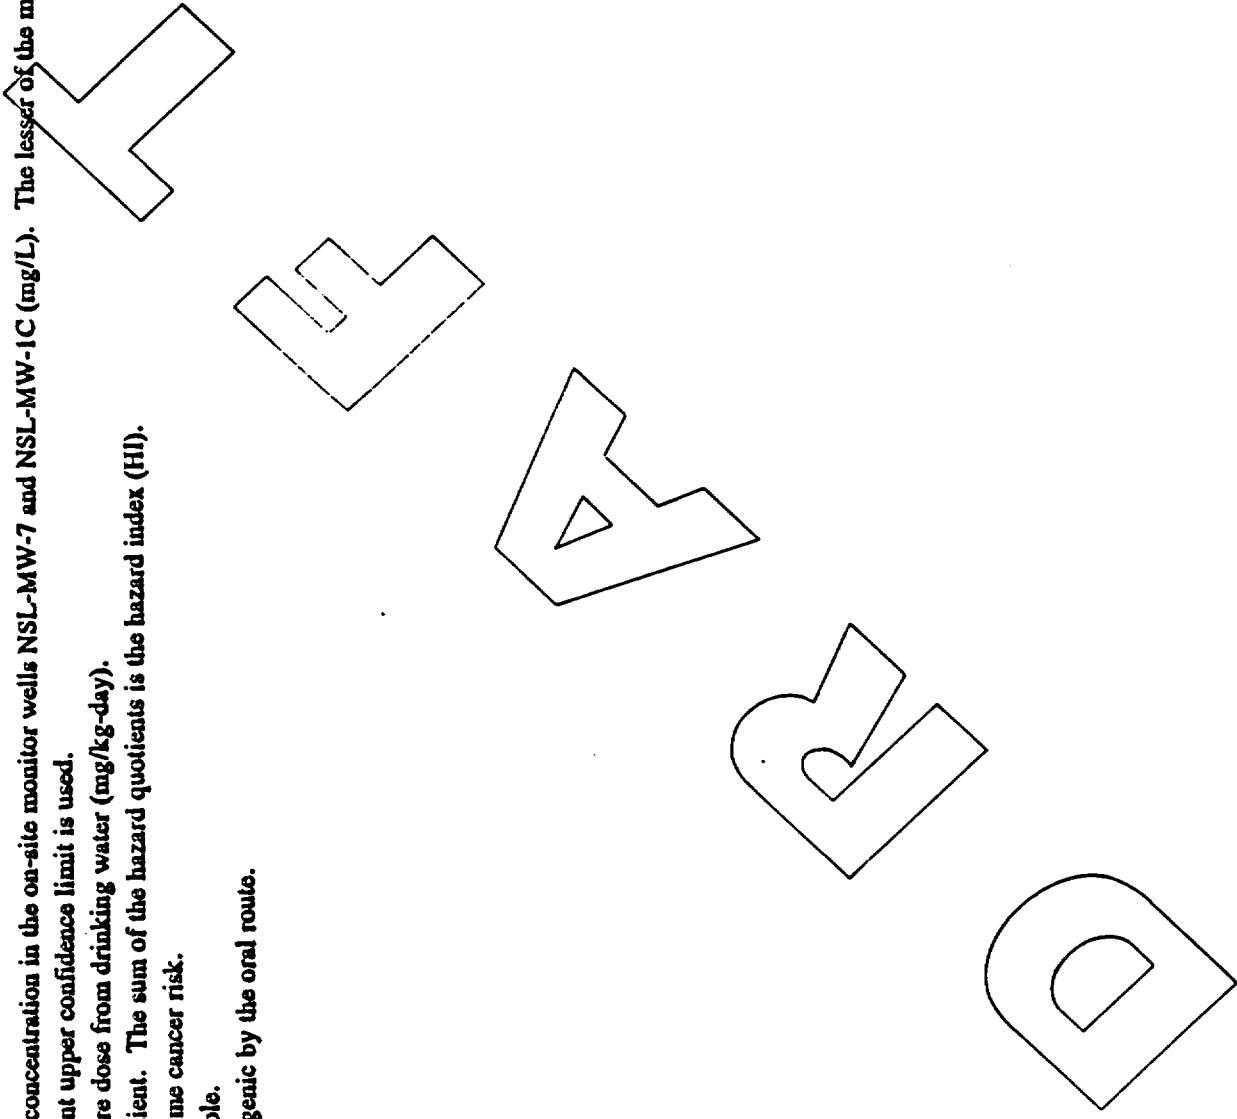 concentration in the on-site monitor wells NSL-MW-7 and NSL-MW-1C (mg/L). The lesser of the m
nt upper confidence limit is used.
re dose from drinking water (mg/kg-day).
ient. The sum of the hazard quotients is the hazard index (HI).
me cancer risk.
ole.
genic by the oral route.
DRAFT